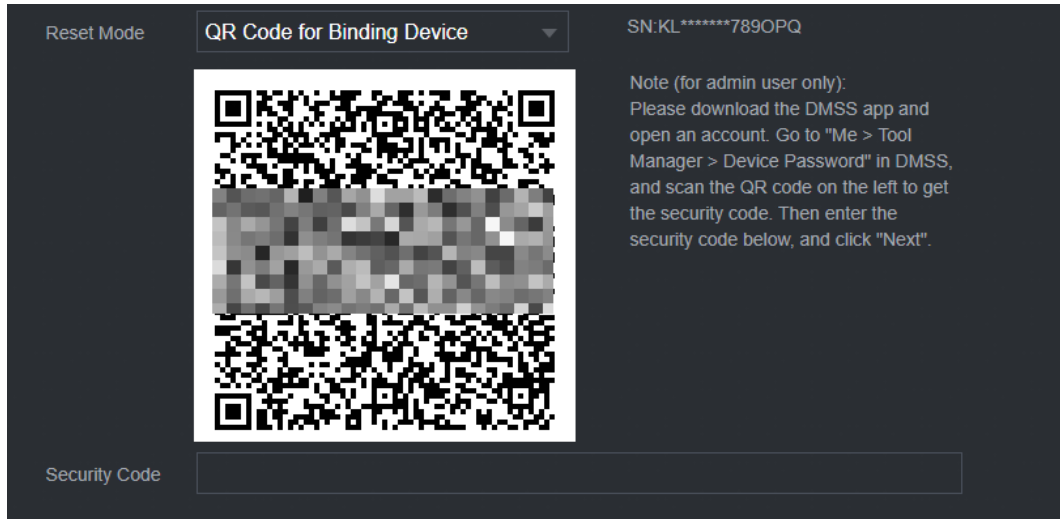 Reset Mode
QR Code for Binding Device
SN:KL*******789OPQ
Note (for admin user only):
Please download the DMSS app and
open an account. Go to "Me > Tool
Manager > Device Password" in DMSS,
and scan the QR code on the left to get
the security code. Then enter the
security code below, and click "Next".
Security Code